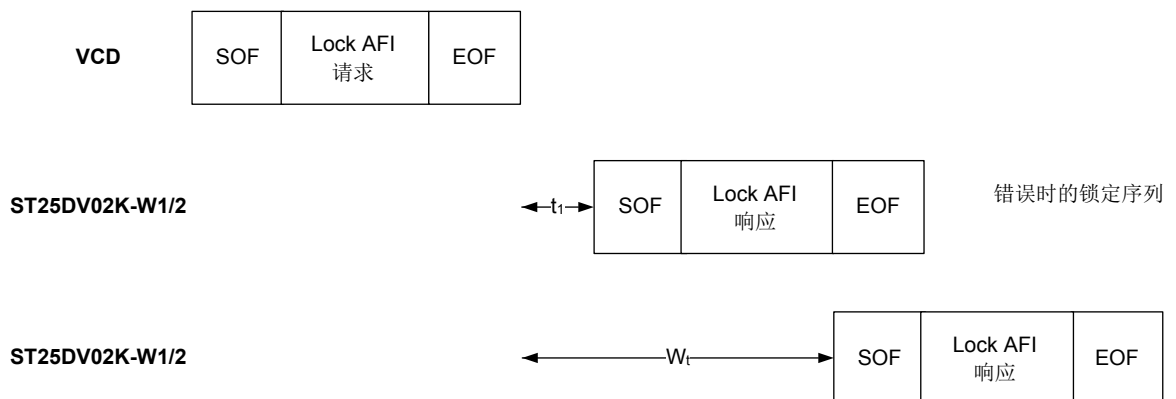 VCD
SOF
Lock AFI
请求
EOF
ST25DV02K-W1/2
t₁
SOF
Lock AFI
响应
EOF
错误时的锁定序列
ST25DV02K-W1/2
Wₜ
SOF
Lock AFI
响应
EOF